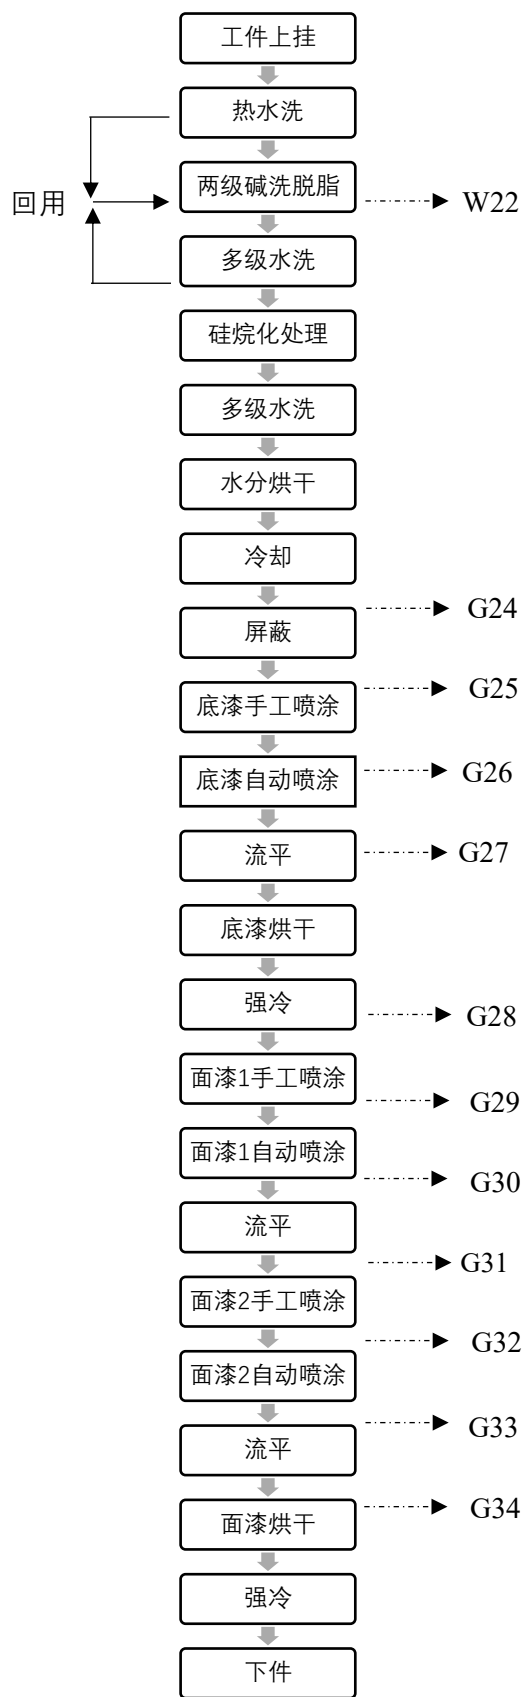 工件上挂
热水洗
回用
两级碱洗脱脂
W22
多级水洗
硅烷化处理
多级水洗
水分烘干
冷却
G24
屏蔽
G25
底漆手工喷涂
G26
底漆自动喷涂
流平
G27
底漆烘干
强冷
G28
面漆1手工喷涂
G29
面漆1自动喷涂
G30
流平
G31
面漆2手工喷涂
G32
面漆2自动喷涂
G33
流平
G34
面漆烘干
强冷
下件